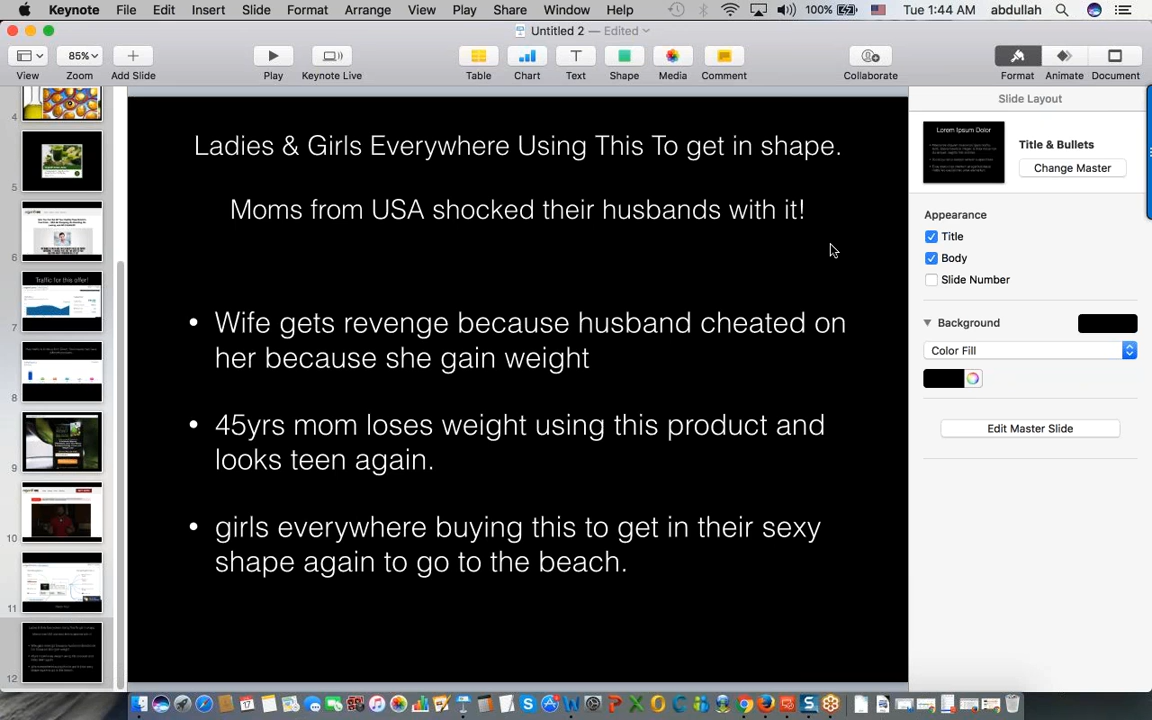 Keynote File Edit Insert Slide Format Arrange View Play Share Window Help 100% Tue 1:44 AM abdullah
Untitled 2 — Edited
85%
View Zoom Add Slide Play Keynote Live Table Chart Text Shape Media Comment Collaborate Format Animate Document
Slide Layout
Lorem Ipsum Dolor
Title & Bullets
Change Master
Appearance
Title
Body
Slide Number
Background
Color Fill
Edit Master Slide
4
5
6
Traffic for this offer!
7
8
9
10
11
12
Ladies & Girls Everywhere Using This To get in shape.
Moms from USA shocked their husbands with it!
• Wife gets revenge because husband cheated on
her because she gain weight
• 45yrs mom loses weight using this product and
looks teen again.
• girls everywhere buying this to get in their sexy
shape again to go to the beach.
17